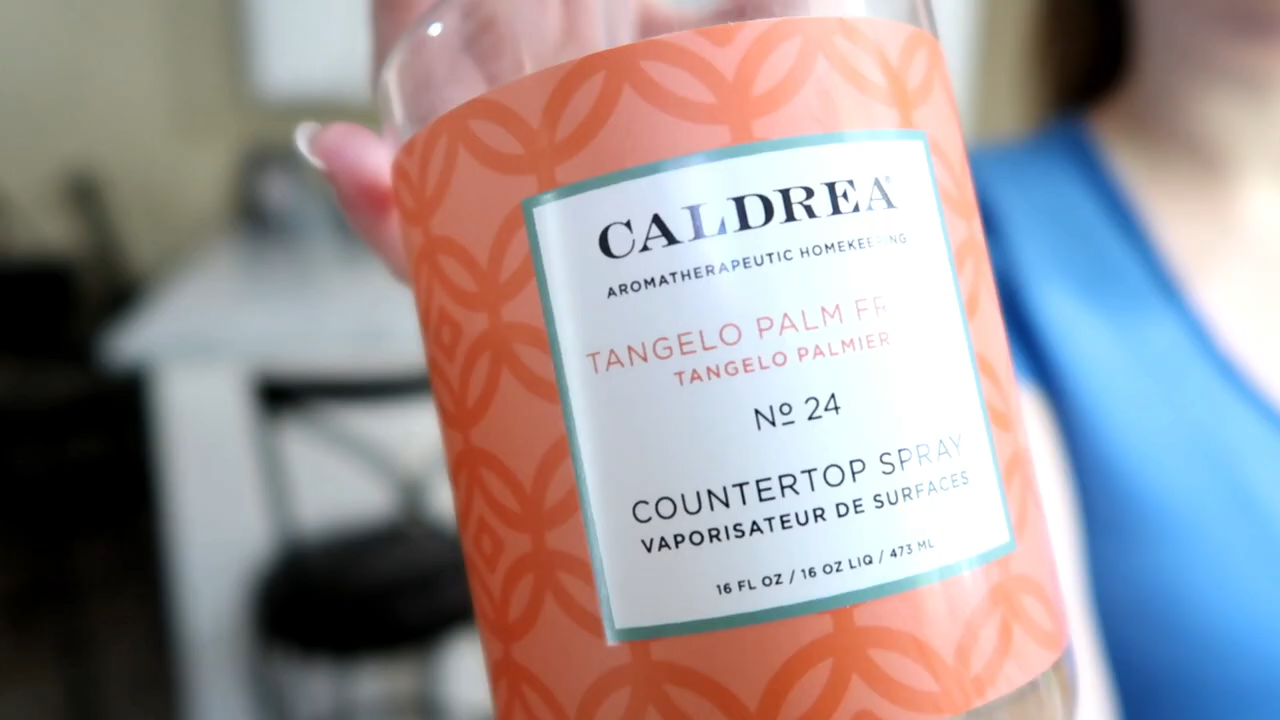 CALDREA
AROMATHERAPEUTIC HOMEKEEPING
TANGELO PALM FR
TANGELO PALMIER
Nº 24
COUNTERTOP SPRAY
VAPORISATEUR DE SURFACES
16 FL OZ / 16 OZ LIQ / 473 ML